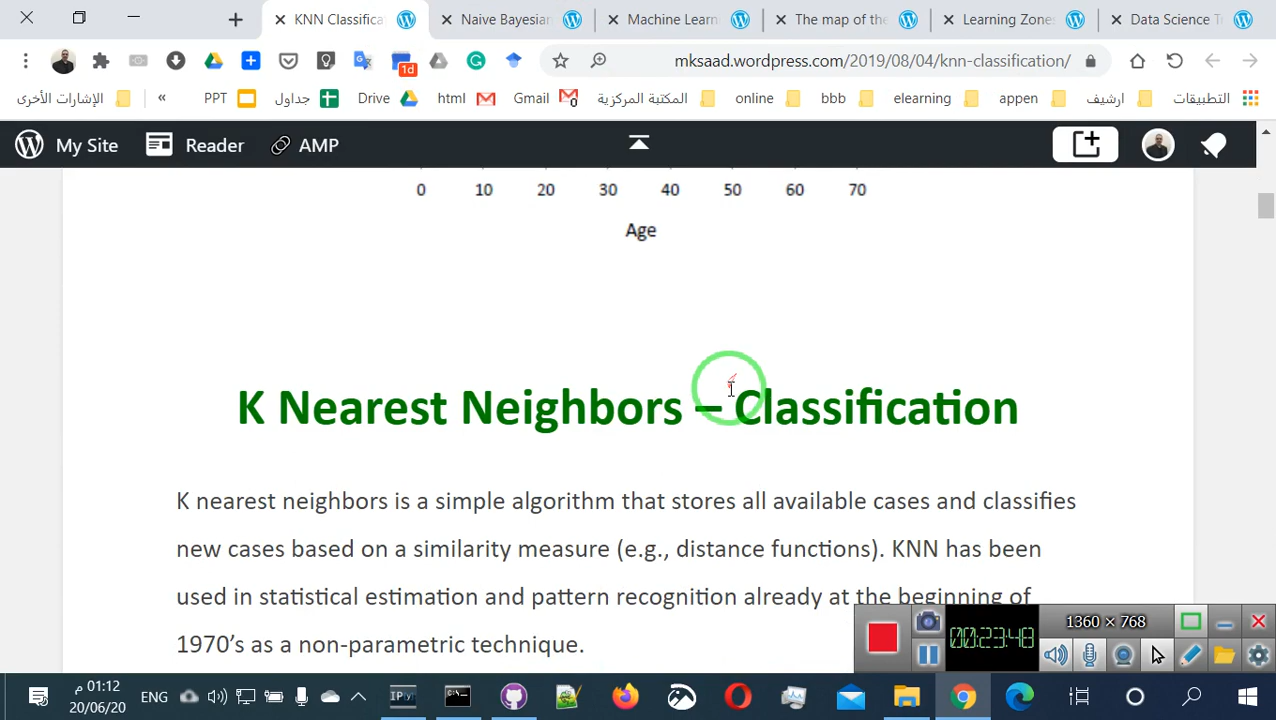 KNN Classifica
Naive Bayesian
Machine Learni
The map of the
Learning Zones
Data Science T
mksaad.wordpress.com/2019/08/04/knn-classification/
1d
الإشارات الأخرى
«
PPT
جداول
Drive
html
Gmail
المكتبة المركزية
online
bbb
elearning
appen
ارشيف
التطبيقات
My Site
Reader
AMP
0 10 20 30 40 50 60 70
Age
K Nearest Neighbors – Classification
K nearest neighbors is a simple algorithm that stores all available cases and classifies
new cases based on a similarity measure (e.g., distance functions). KNN has been
used in statistical estimation and pattern recognition already at the beginning of
1970's as a non-parametric technique.
1360 × 768
00:23:48
01:12 م
20/06/20
ENG
IPy